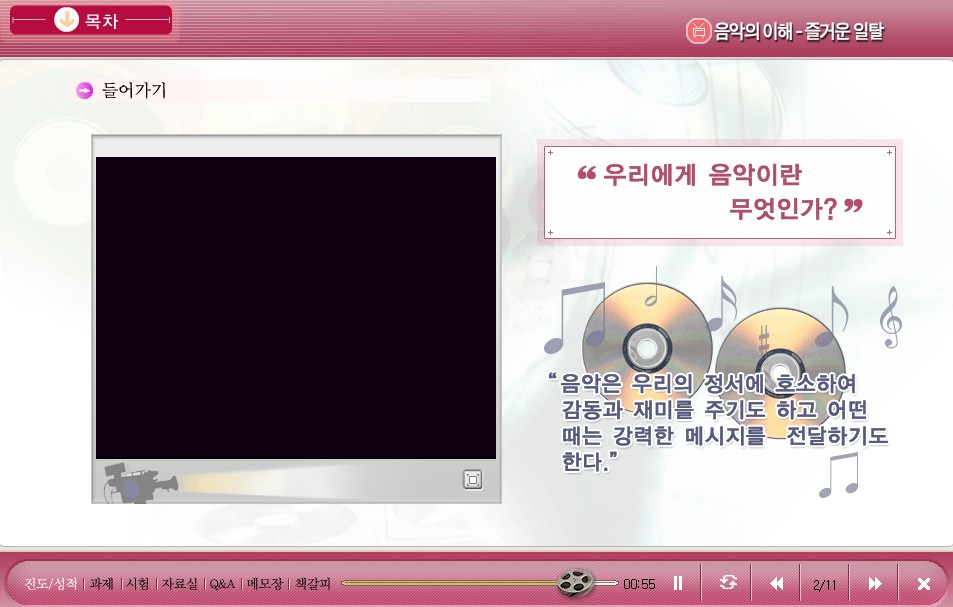 목차
음악의 이해 - 즐거운 일탈
들어가기
“ 우리에게 음악이란
무엇인가? ”
“음악은 우리의 정서에 호소하여
감동과 재미를 주기도 하고 어떤
때는 강력한 메시지를 전달하기도
한다.”
진도/성적 과제 시험 자료실 Q&A 메모장 책갈피 00:55 2/11